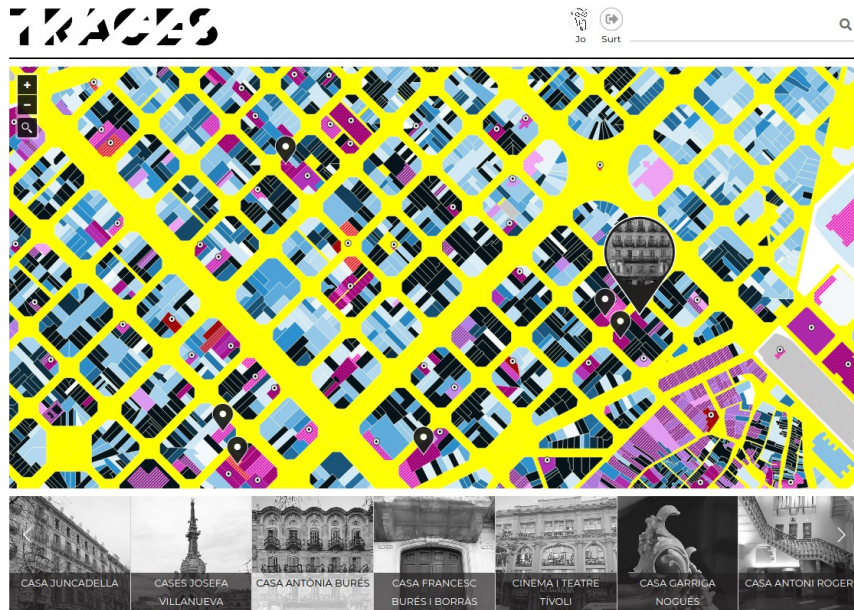 TRACES
Jo
Surt
+
−
CASA JUNCADELLA
CASES JOSEFA
VILLANUEVA
CASA ANTÒNIA BURÉS
CASA FRANCESC
BURÉS I BORRÀS
CINEMA I TEATRE
TÍVOLI
CASA GARRIGA
NOGUÉS
CASA ANTONI ROGER